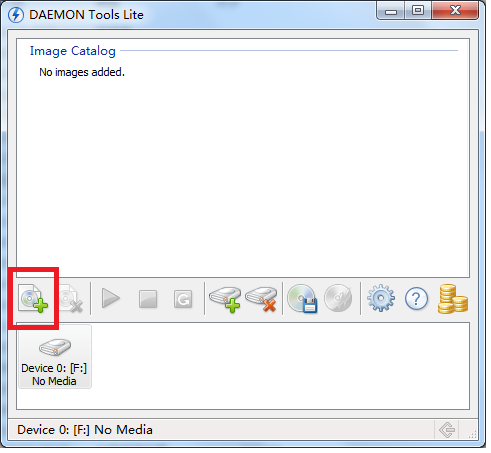 DAEMON Tools Lite
Image Catalog
No images added.
Device 0: [F:]
No Media
Device 0: [F:] No Media